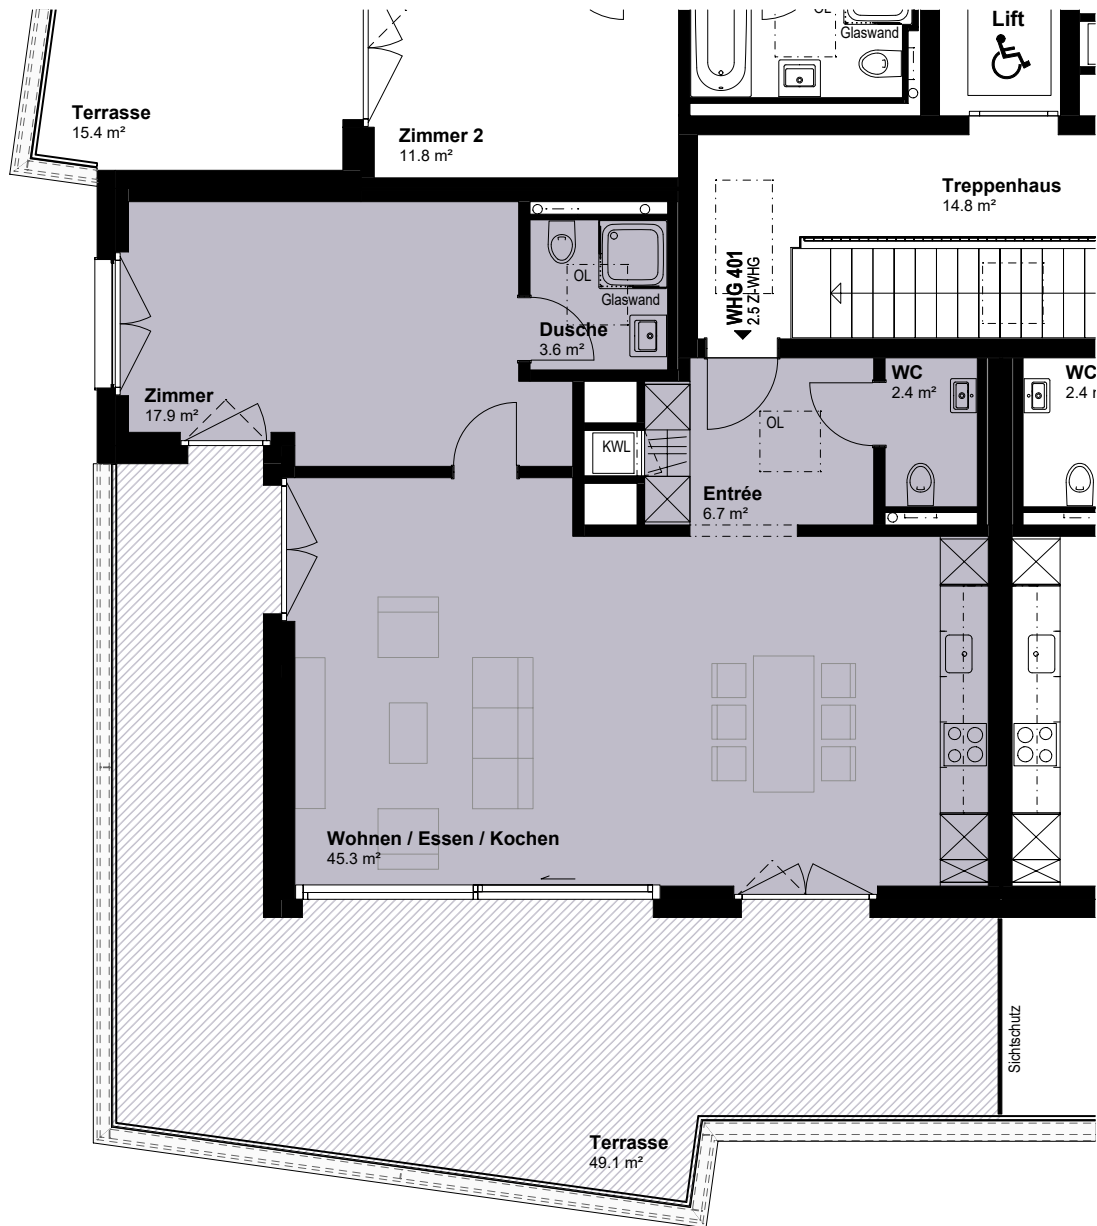 OL
Glaswand
Lift
Terrasse
15.4 m²
Zimmer 2
11.8 m²
Treppenhaus
14.8 m²
WHG 401
2.5 ZI-WHG
OL
Glaswand
Dusche
3.6 m²
Zimmer
17.9 m²
WC
2.4 m²
WC
2.4
OL
KWL
Entrée
6.7 m²
Wohnen / Essen / Kochen
45.3 m²
Sichtschutz
Terrasse
49.1 m²